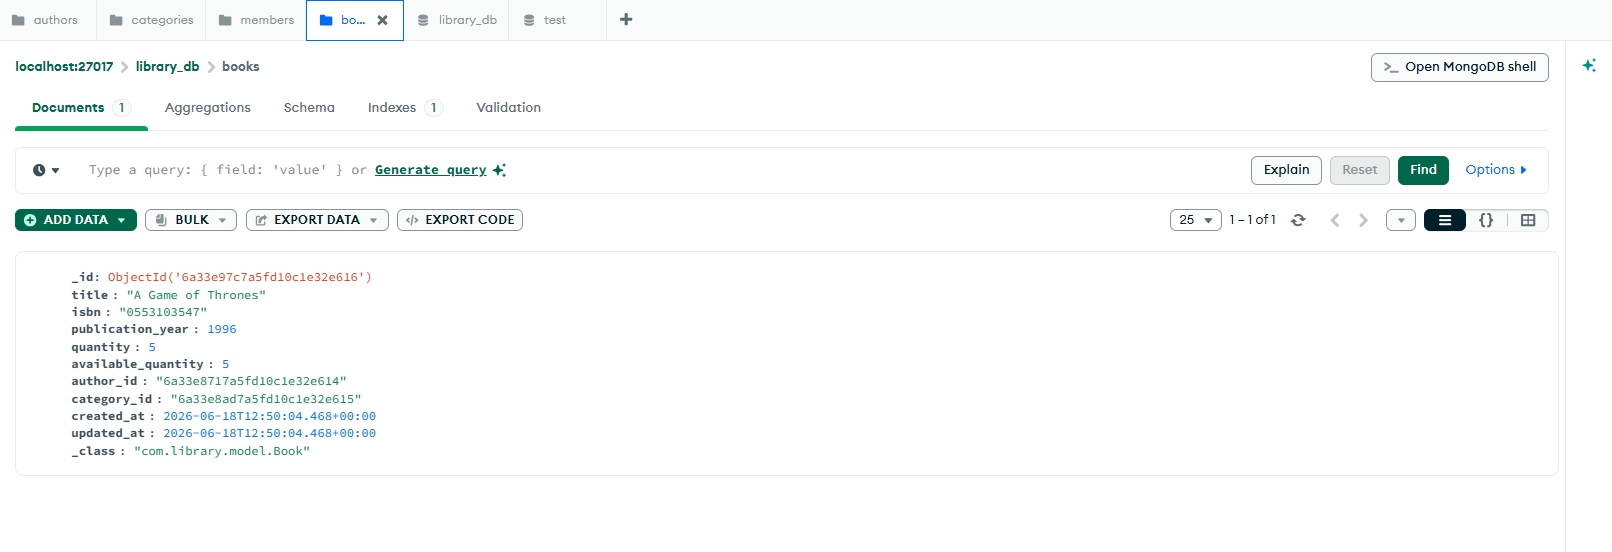 authors categories members bo... library_db test
localhost:27017 library_db books
>_ Open MongoDB shell
Documents 1 Aggregations Schema Indexes 1 Validation
Type a query: { field: 'value' } or Generate query
Explain Reset Find Options
ADD DATA BULK EXPORT DATA </> EXPORT CODE
25 1 – 1 of 1 {}
_id: ObjectId('6a33e97c7a5fd10c1e32e616')
title : "A Game of Thrones"
isbn : "0553103547"
publication_year : 1996
quantity : 5
available_quantity : 5
author_id : "6a33e8717a5fd10c1e32e614"
category_id : "6a33e8ad7a5fd10c1e32e615"
created_at : 2026-06-18T12:50:04.468+00:00
updated_at : 2026-06-18T12:50:04.468+00:00
_class : "com.library.model.Book"